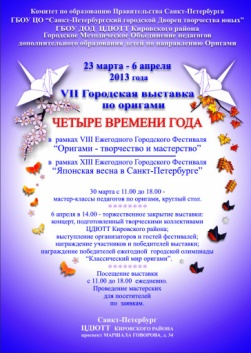 Комитет по образованию Правительства Санкт-Петербурга
ГБОУ ЦО "Санкт-Петербургский городской Дворец творчества юных"
ГБОУ ДОД ЦДЮТТ Кировского района
Городское Методическое Объединение педагогов
дополнительного образования детей по направлению Оригами
23 марта - 6 апреля
2013 года
VII Городская выставка
по оригами
ЧЕТЫРЕ ВРЕМЕНИ ГОДА
в рамках VIII Ежегодного Городского Фестиваля
"Оригами - творчество и мастерство"
в рамках XIII Ежегодного Городского Фестиваля
"Японская весна в Санкт-Петербурге"
30 марта с 11.00 до 18.00 -
мастер-классы педагогов по оригами, круглый стол.
6 апреля в 14.00 - торжественное закрытие выставки:
концерт, подготовленный творческими коллективами
ЦДЮТТ Кировского района;
выступление организаторов и гостей фестивалей;
награждение участников и победителей выставки;
награждение победителей ежегодной городской олимпиады
"Классический мир оригами".
Посещение выставки
с 11.00 до 18.00 ежедневно.
Проведение мастерских
для посетителей
по заявкам.
Санкт-Петербург
ЦДЮТТ КИРОВСКОГО РАЙОНА
проспект МАРШАЛА ГОВОРОВА, д. 34